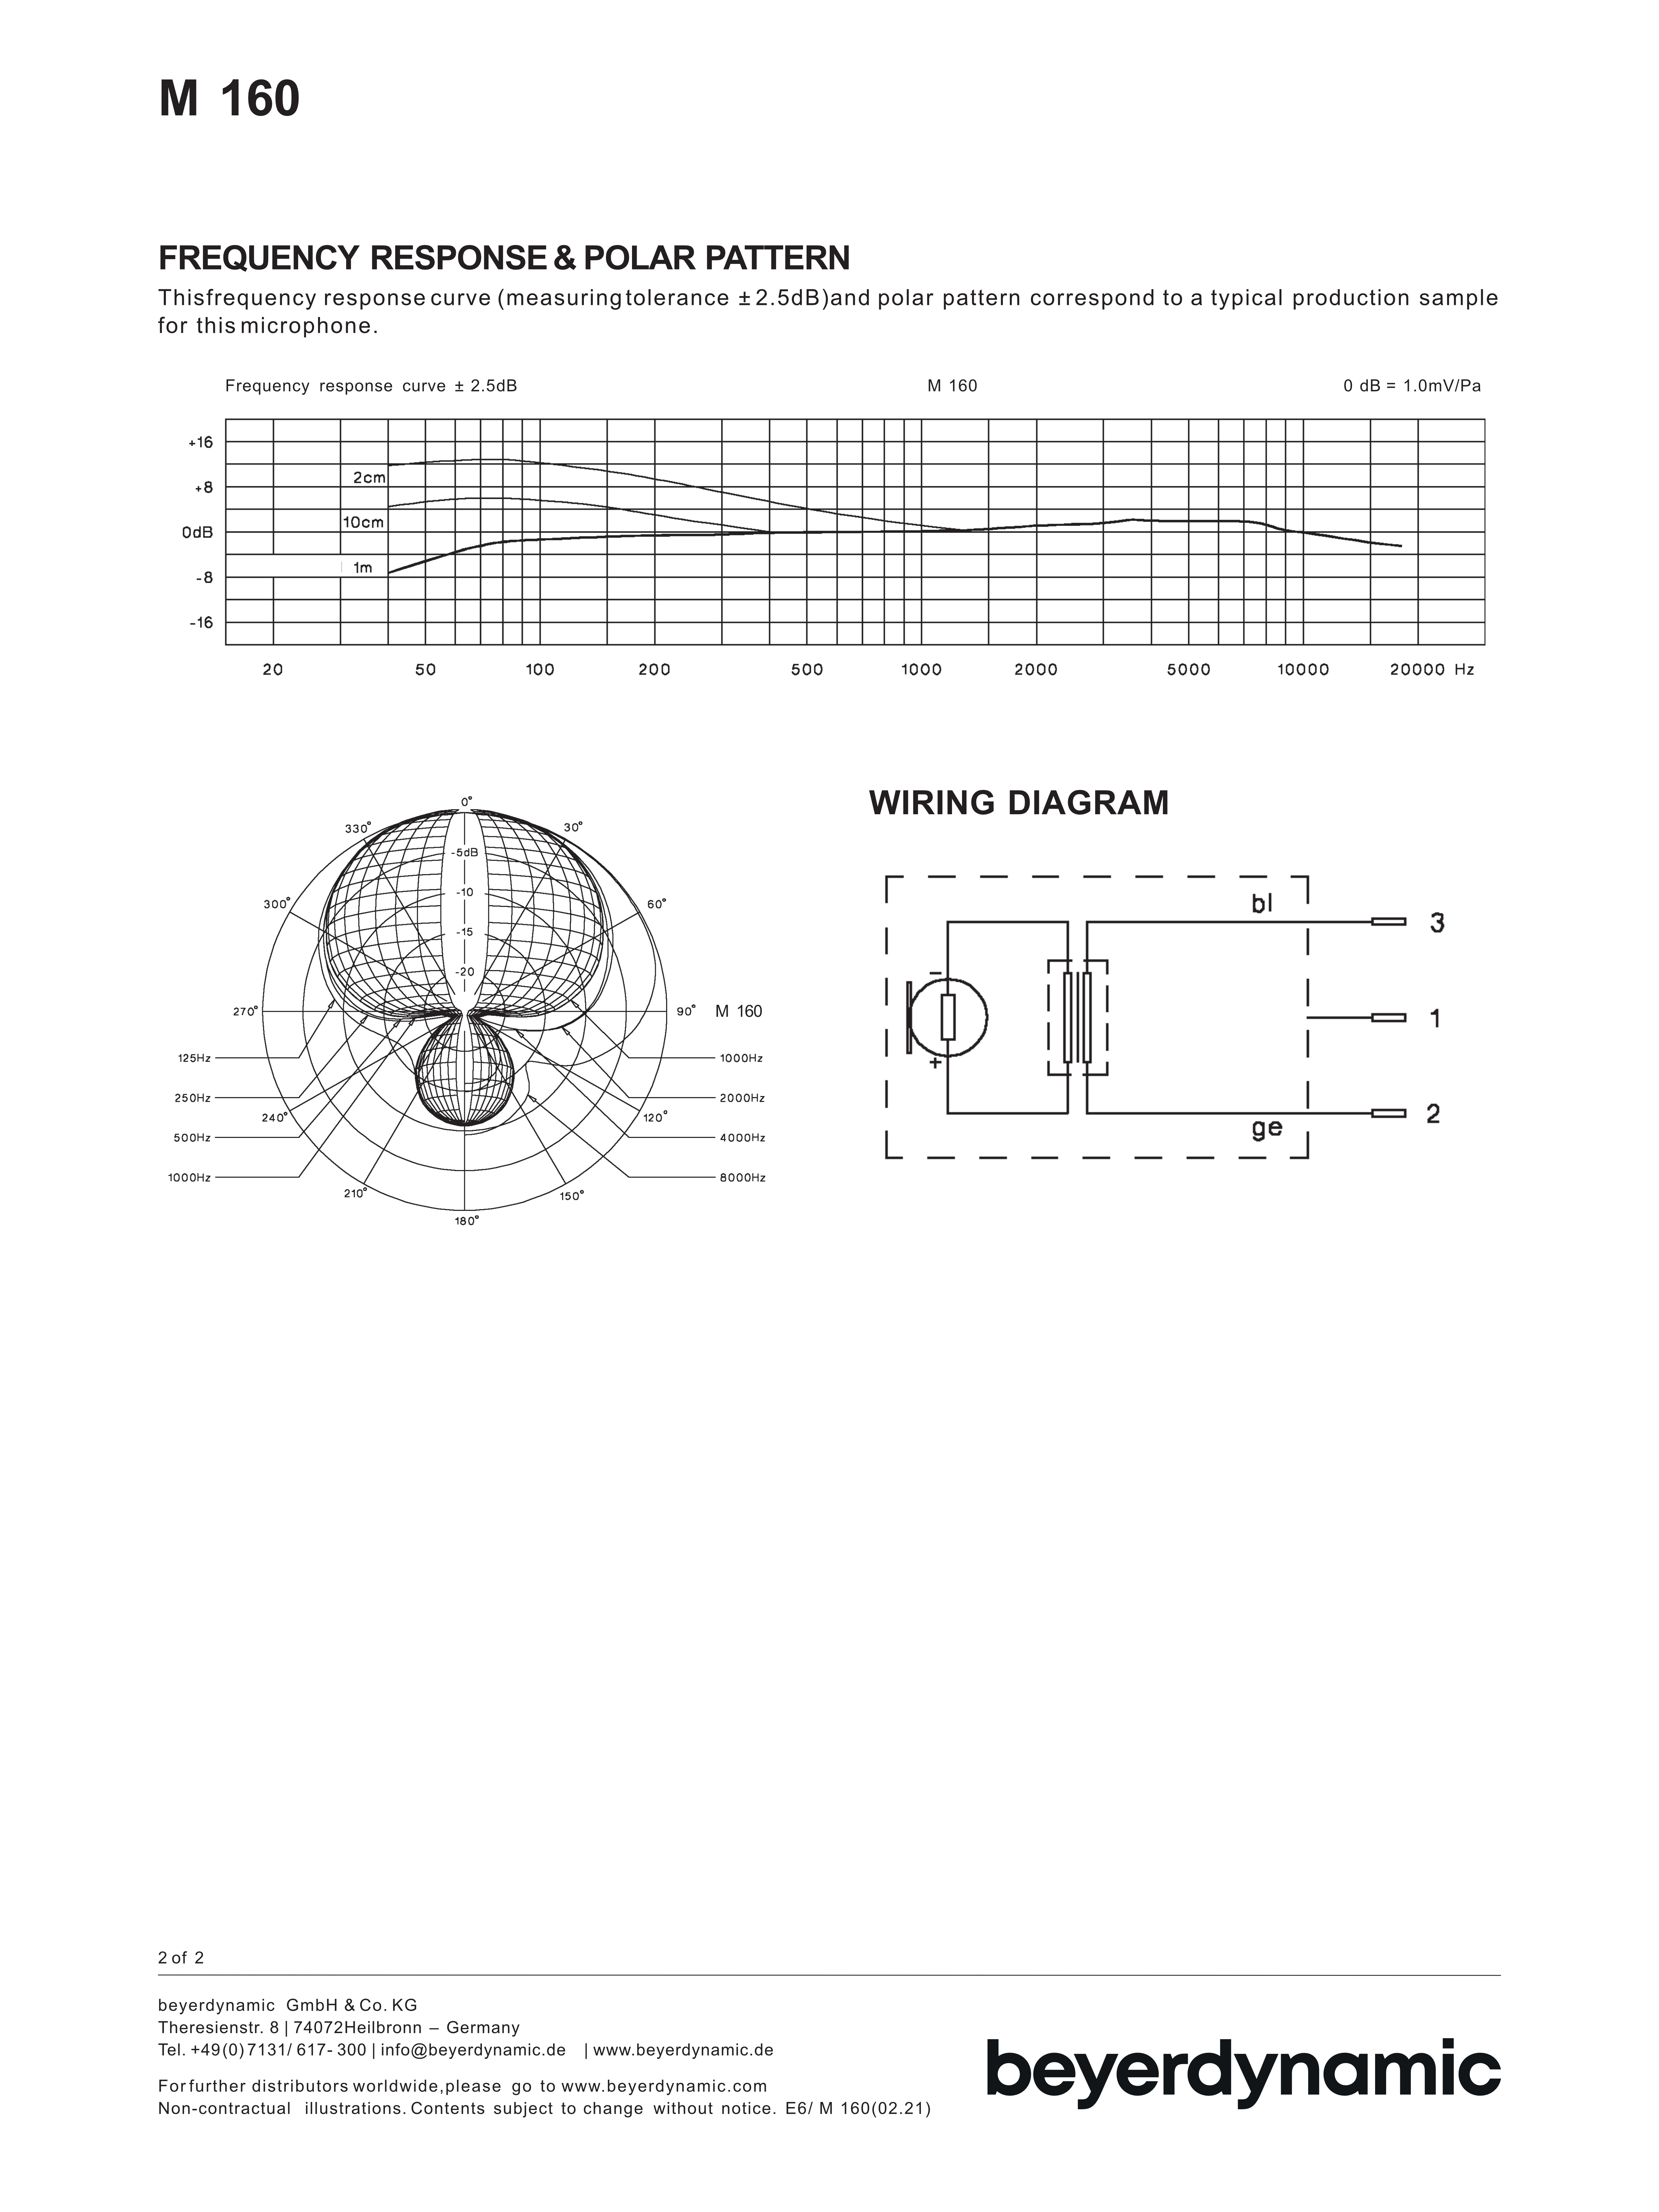 M 160
FREQUENCY RESPONSE & POLAR PATTERN
Thisfrequency response curve (measuring tolerance ± 2.5dB)and polar pattern correspond to a typical production sample
for this microphone.
Frequency response curve ± 2.5dB M 160 0 dB = 1.0mV/Pa
+16
2cm
+8
10cm
0dB
1m
-8
-16
20 50 100 200 500 1000 2000 5000 10000 20000 Hz
WIRING DIAGRAM
0°
330° 30°
-5dB
300° -10 60°
-15
-20
270° 90° M 160
125Hz 1000Hz
250Hz 2000Hz
240° 120°
500Hz 4000Hz
1000Hz 8000Hz
210° 150°
180°
bl
3
-
1
+
2
ge
2 of 2
beyerdynamic GmbH & Co. KG
Theresienstr. 8 | 74072Heilbronn – Germany
Tel. +49(0)7131/ 617- 300 | info@beyerdynamic.de | www.beyerdynamic.de
For further distributors worldwide,please go to www.beyerdynamic.com
Non-contractual illustrations. Contents subject to change without notice. E6/ M 160(02.21)
beyerdynamic